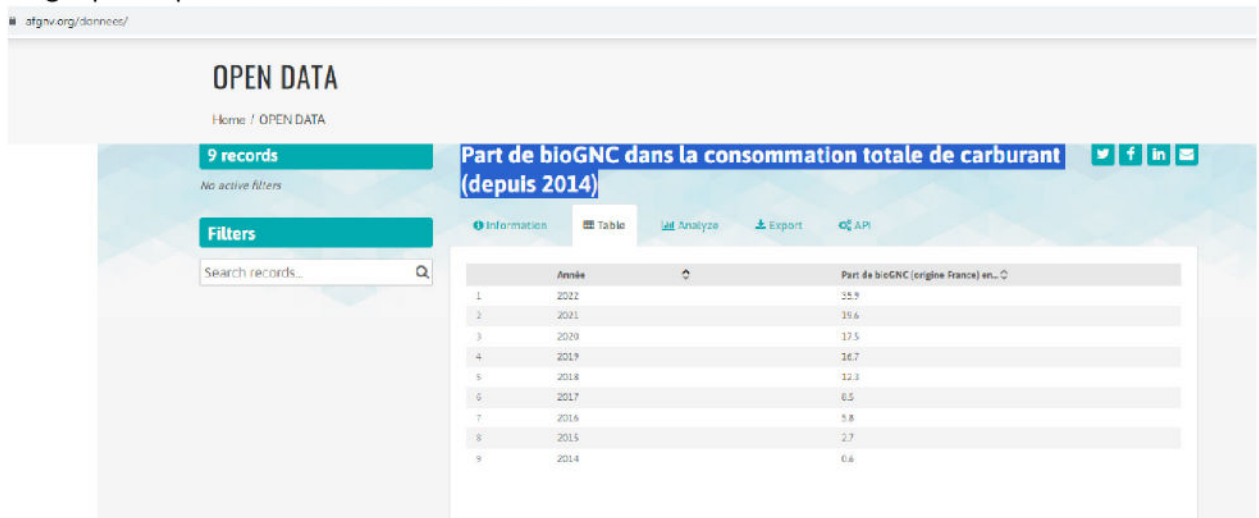 afgnv.org/donnees/
OPEN DATA
Home / OPEN DATA
9 records
No active filters
Filters
Search records...
Part de bioGNC dans la consommation totale de carburant
(depuis 2014)
Information Table Analyze Export API
Année Part de bioGNC (origine France) en...
1 2022 35.9
2 2021 19.6
3 2020 17.5
4 2019 16.7
5 2018 12.3
6 2017 8.5
7 2016 5.8
8 2015 2.7
9 2014 0.6